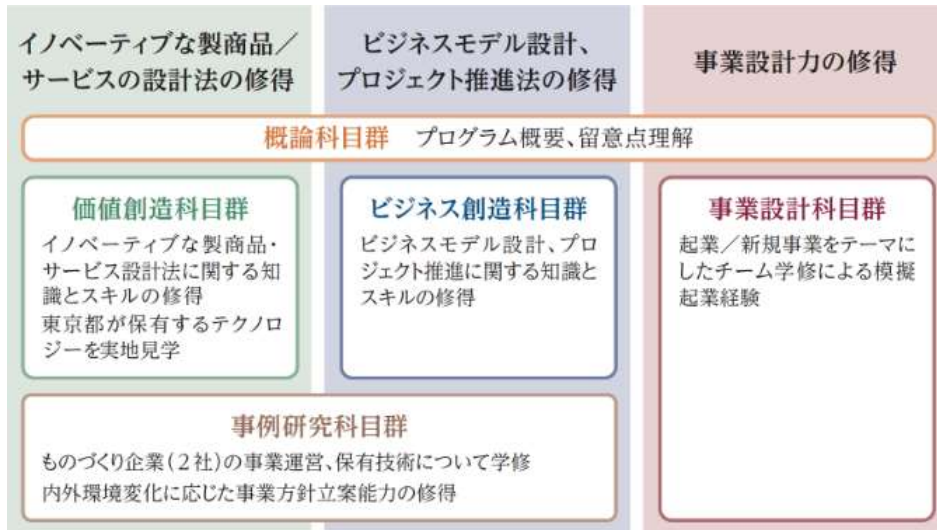 イノベーティブな製商品／
サービスの設計法の修得
ビジネスモデル設計、
プロジェクト推進法の修得
事業設計力の修得
概論科目群　プログラム概要、留意点理解
価値創造科目群
イノベーティブな製商品・
サービス設計法に関する知
識とスキルの修得
東京都が保有するテクノロ
ジーを実地見学
ビジネス創造科目群
ビジネスモデル設計、プロ
ジェクト推進に関する知識と
スキルの修得
事業設計科目群
起業／新規事業をテーマに
したチーム学修による模擬
起業経験
事例研究科目群
ものづくり企業(2社)の事業運営、保有技術について学修
内外環境変化に応じた事業方針立案能力の修得